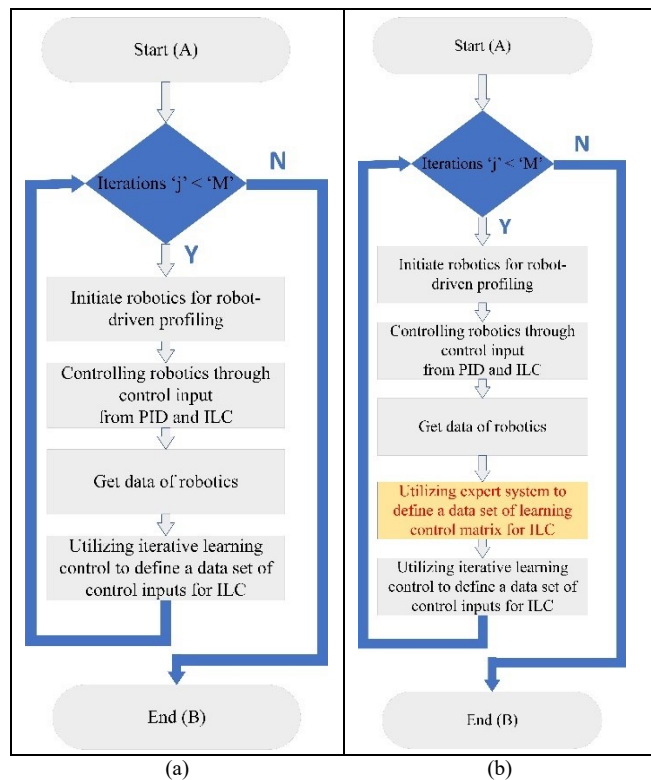 Start (A)
Iterations ‘j’ < ‘M’
N
Y
Initiate robotics for robot-
driven profiling
Controlling robotics through
control input
from PID and ILC
Get data of robotics
Utilizing iterative learning
control to define a data set of
control inputs for ILC
End (B)
(a)
Start (A)
Iterations ‘j’ < ‘M’
N
Y
Initiate robotics for robot-
driven profiling
Controlling robotics through
control input
from PID and ILC
Get data of robotics
Utilizing expert system to
define a data set of learning
control matrix for ILC
Utilizing iterative learning
control to define a data set of
control inputs for ILC
End (B)
(b)